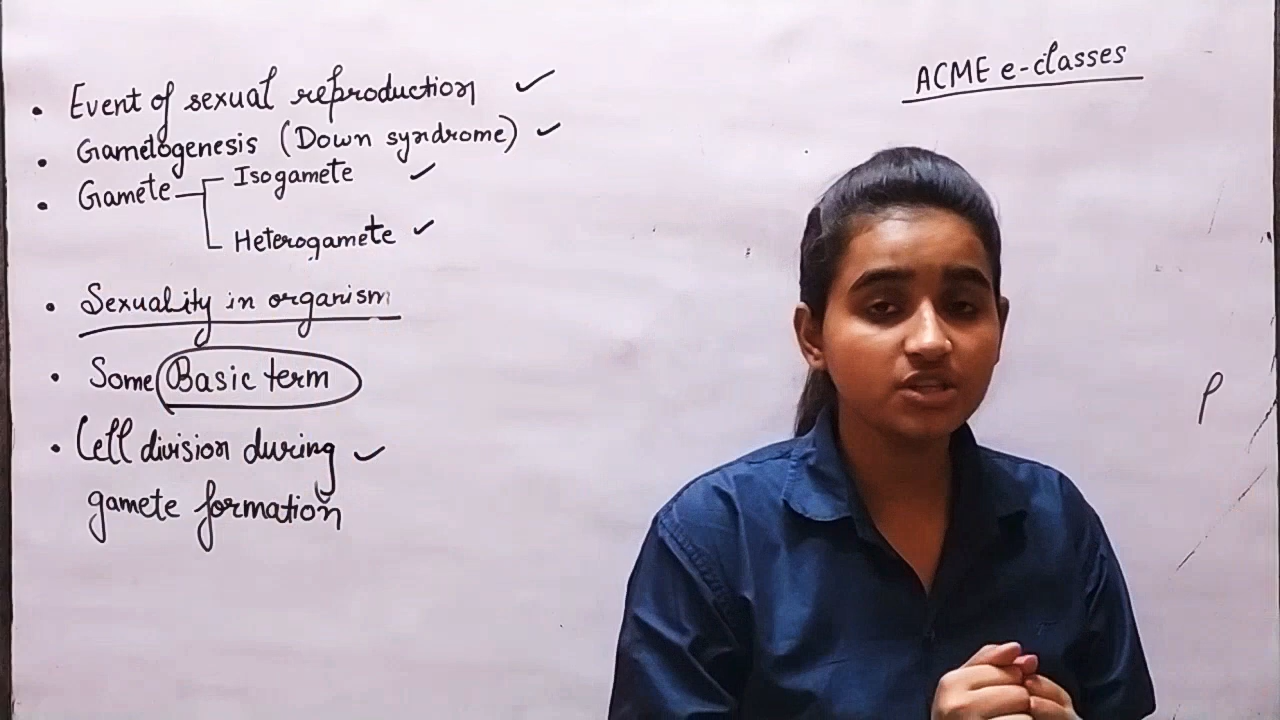 ACME e-classes
• Event of sexual reproduction ✓
• Gametogenesis (Down syndrome) ✓
• Gamete Isogamete ✓
Heterogamete ✓
• Sexuality in organism
• Some Basic term
• Cell division during ✓
gamete formation
P